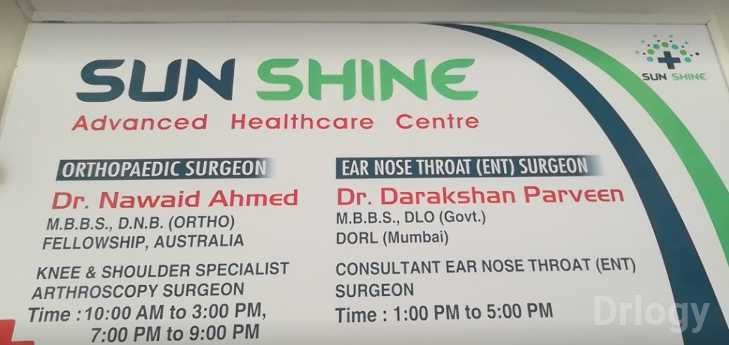 SUN SHINE
SUN SHINE
Advanced Healthcare Centre
ORTHOPAEDIC SURGEON
Dr. Nawaid Ahmed
M.B.B.S., D.N.B. (ORTHO)
FELLOWSHIP, AUSTRALIA
KNEE & SHOULDER SPECIALIST
ARTHROSCOPY SURGEON
Time : 10:00 AM to 3:00 PM,
7:00 PM to 9:00 PM
EAR NOSE THROAT (ENT) SURGEON
Dr. Darakshan Parveen
M.B.B.S., DLO (Govt.)
DORL (Mumbai)
CONSULTANT EAR NOSE THROAT (ENT)
SURGEON
Time : 1:00 PM to 5:00 PM
Drlogy